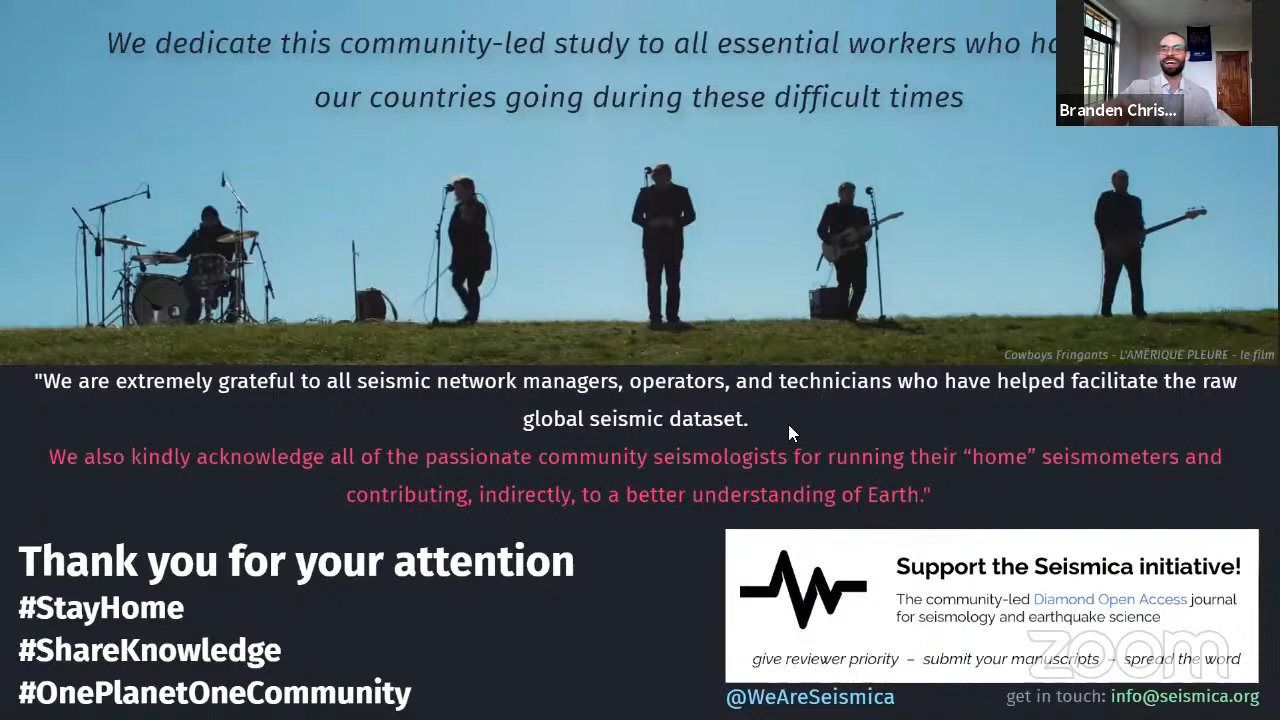 We dedicate this community-led study to all essential workers who
our countries going during these difficult times
Branden Chris...
Cowboys Fringants - L'AMÉRIQUE PLEURE - le film
"We are extremely grateful to all seismic network managers, operators, and technicians who have helped facilitate the raw
global seismic dataset.
We also kindly acknowledge all of the passionate community seismologists for running their “home” seismometers and
contributing, indirectly, to a better understanding of Earth."
Thank you for your attention
#StayHome
#ShareKnowledge
#OnePlanetOneCommunity
Support the Seismica initiative!
The community-led Diamond Open Access journal
for seismology and earthquake science
zoom
give reviewer priority – submit your manuscripts – spread the word
@WeAreSeismica
get in touch: info@seismica.org